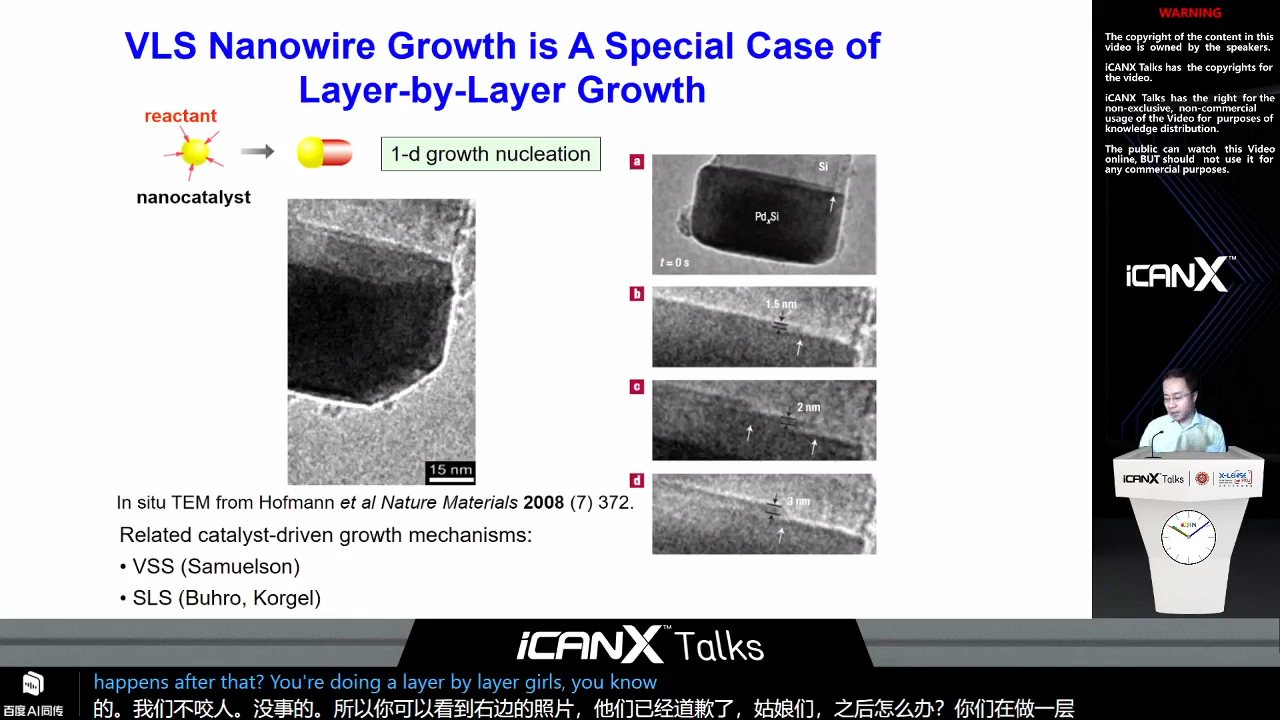 VLS Nanowire Growth is A Special Case of
Layer-by-Layer Growth
reactant
nanocatalyst
1-d growth nucleation
15 nm
In situ TEM from Hofmann et al Nature Materials 2008 (7) 372.
Related catalyst-driven growth mechanisms:
• VSS (Samuelson)
• SLS (Buhro, Korgel)
a
Si
PdxSi
t = 0 s
b
1.5 nm
c
2 nm
d
3 nm
WARNING
The copyright of the content in this
video is owned by the speakers.
iCANX Talks has the copyrights for
the video.
iCANX Talks has the right for the
non-exclusive, non-commercial
usage of the Video for purposes of
knowledge distribution.
The public can watch this Video
online, BUT should not use it for
any commercial purposes.
iCANX™
iCANX Talks
X-LENSE
iCANX™ Talks
百度AI同传
happens after that? You're doing a layer by layer girls, you know
的。我们不咬人。没事的。所以你可以看到右边的照片，他们已经道歉了，姑娘们，之后怎么办？你们在做一层